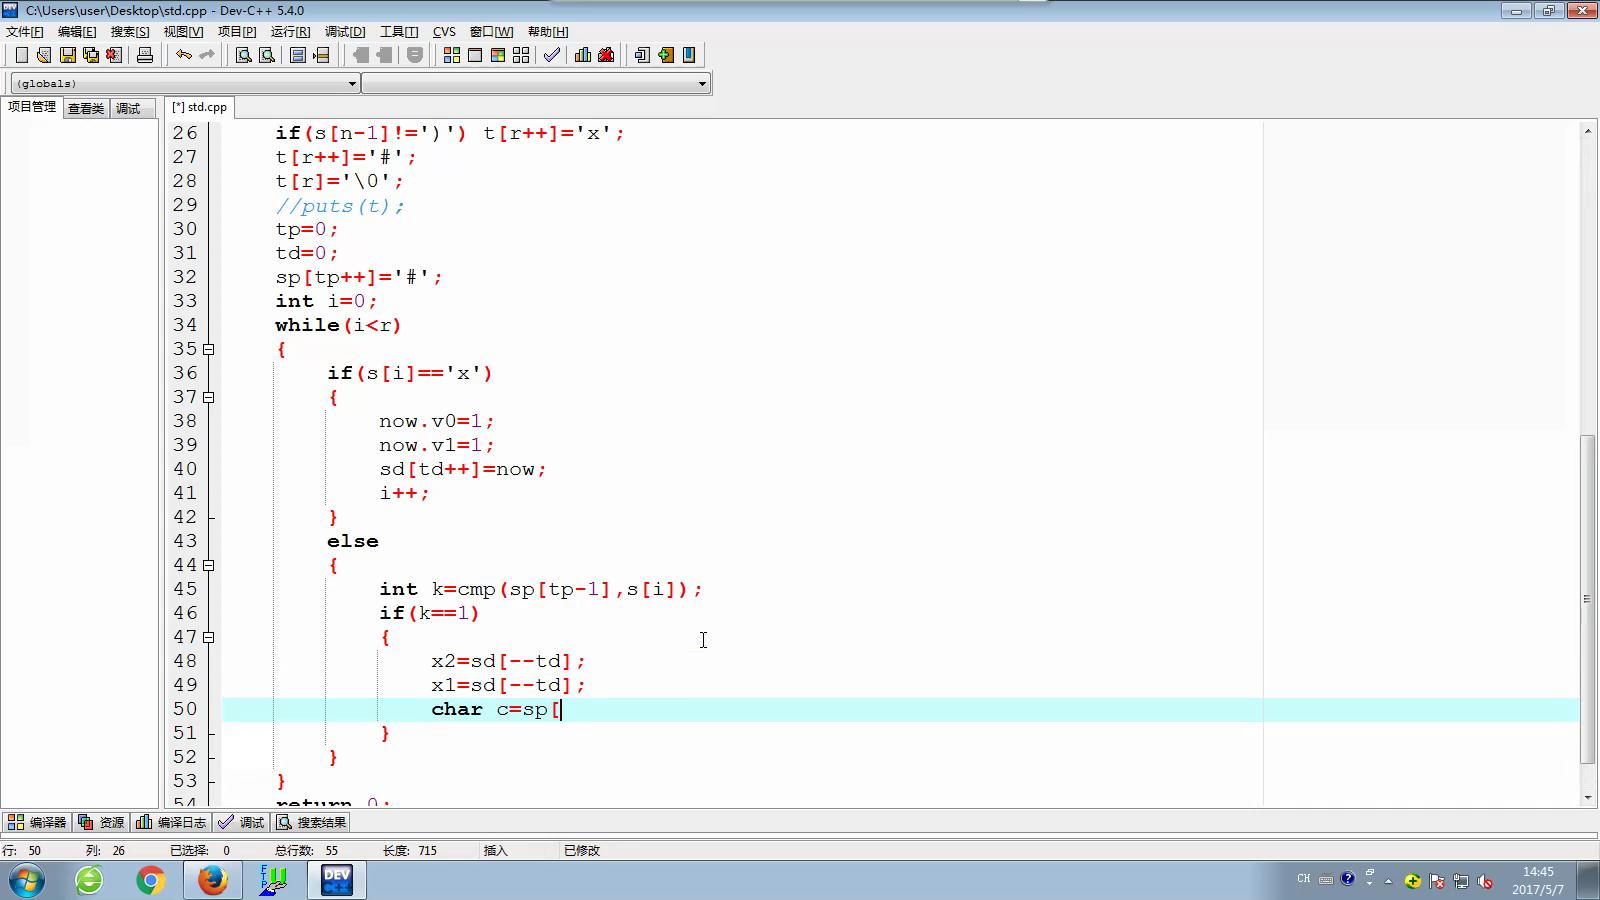 C:\Users\user\Desktop\std.cpp - Dev-C++ 5.4.0
文件[F] 编辑[E] 搜索[S] 视图[V] 项目[P] 运行[R] 调试[D] 工具[T] CVS 窗口[W] 帮助[H]
(globals)
项目管理 查看类 调试 [*] std.cpp
26 if(s[n-1]!=')') t[r++]='x';
27 t[r++]='#';
28 t[r]='\0';
29 //puts(t);
30 tp=0;
31 td=0;
32 sp[tp++]='#';
33 int i=0;
34 while(i<r)
35 {
36 if(s[i]=='x')
37 {
38 now.v0=1;
39 now.v1=1;
40 sd[td++]=now;
41 i++;
42 }
43 else
44 {
45 int k=cmp(sp[tp-1],s[i]);
46 if(k==1)
47 {
48 x2=sd[--td];
49 x1=sd[--td];
50 char c=sp[
51 }
52 }
53 }
54 return 0;
编译器 资源 编译日志 调试 搜索结果
行: 50 列: 26 已选择: 0 总行数: 55 长度: 715 插入 已修改
FTP DEV C++ CH 14:45
2017/5/7